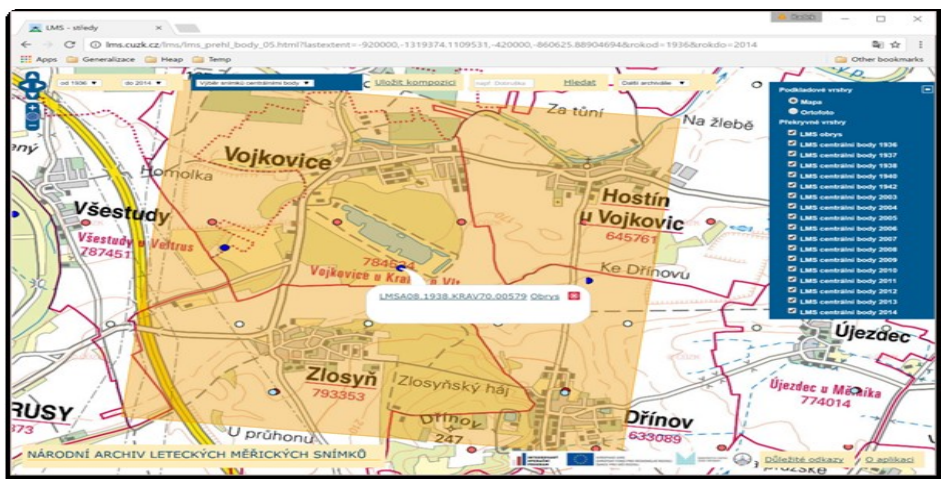 LMS - středy
lms.cuzk.cz/lms/lms_prehl_body_05.html?lastextent=-920000,-1319374.1109531,-420000,-860625.88904694&rokod=1936&rokdo=2014
Apps Generalizace Heap Temp Other bookmarks
od 1936 do 2014 Výběr snímků centrálními body Uložit kompozici např. Dobruška Hledat Další archiválie
Podkladové vrstvy
Mapa
Ortofoto
Překryvné vrstvy
LMS obrys
LMS centrální body 1936
LMS centrální body 1937
LMS centrální body 1938
LMS centrální body 1940
LMS centrální body 1942
LMS centrální body 2003
LMS centrální body 2004
LMS centrální body 2005
LMS centrální body 2006
LMS centrální body 2007
LMS centrální body 2008
LMS centrální body 2009
LMS centrální body 2010
LMS centrální body 2011
LMS centrální body 2012
LMS centrální body 2013
LMS centrální body 2014
Za tůní
Na žlebě
Vojkovice
Homolka
Hostín
u Vojkovic
645761
Všestudy
Všestudy u Veltrus
787451
784624
Vojkovice u Kra Vlt
Ke Dřínovu
LMSA08.1938.KRAV70.00579 Obrys
Újezdec
Zlosyň
793353
Zlosyňský háj
Újezdec u Mělníka
774014
RUSY
373
Dřínov
247
Dřínov
633089
U průhonu
NÁRODNÍ ARCHIV LETECKÝCH MĚŘICKÝCH SNÍMKŮ
Důležité odkazy O aplikaci